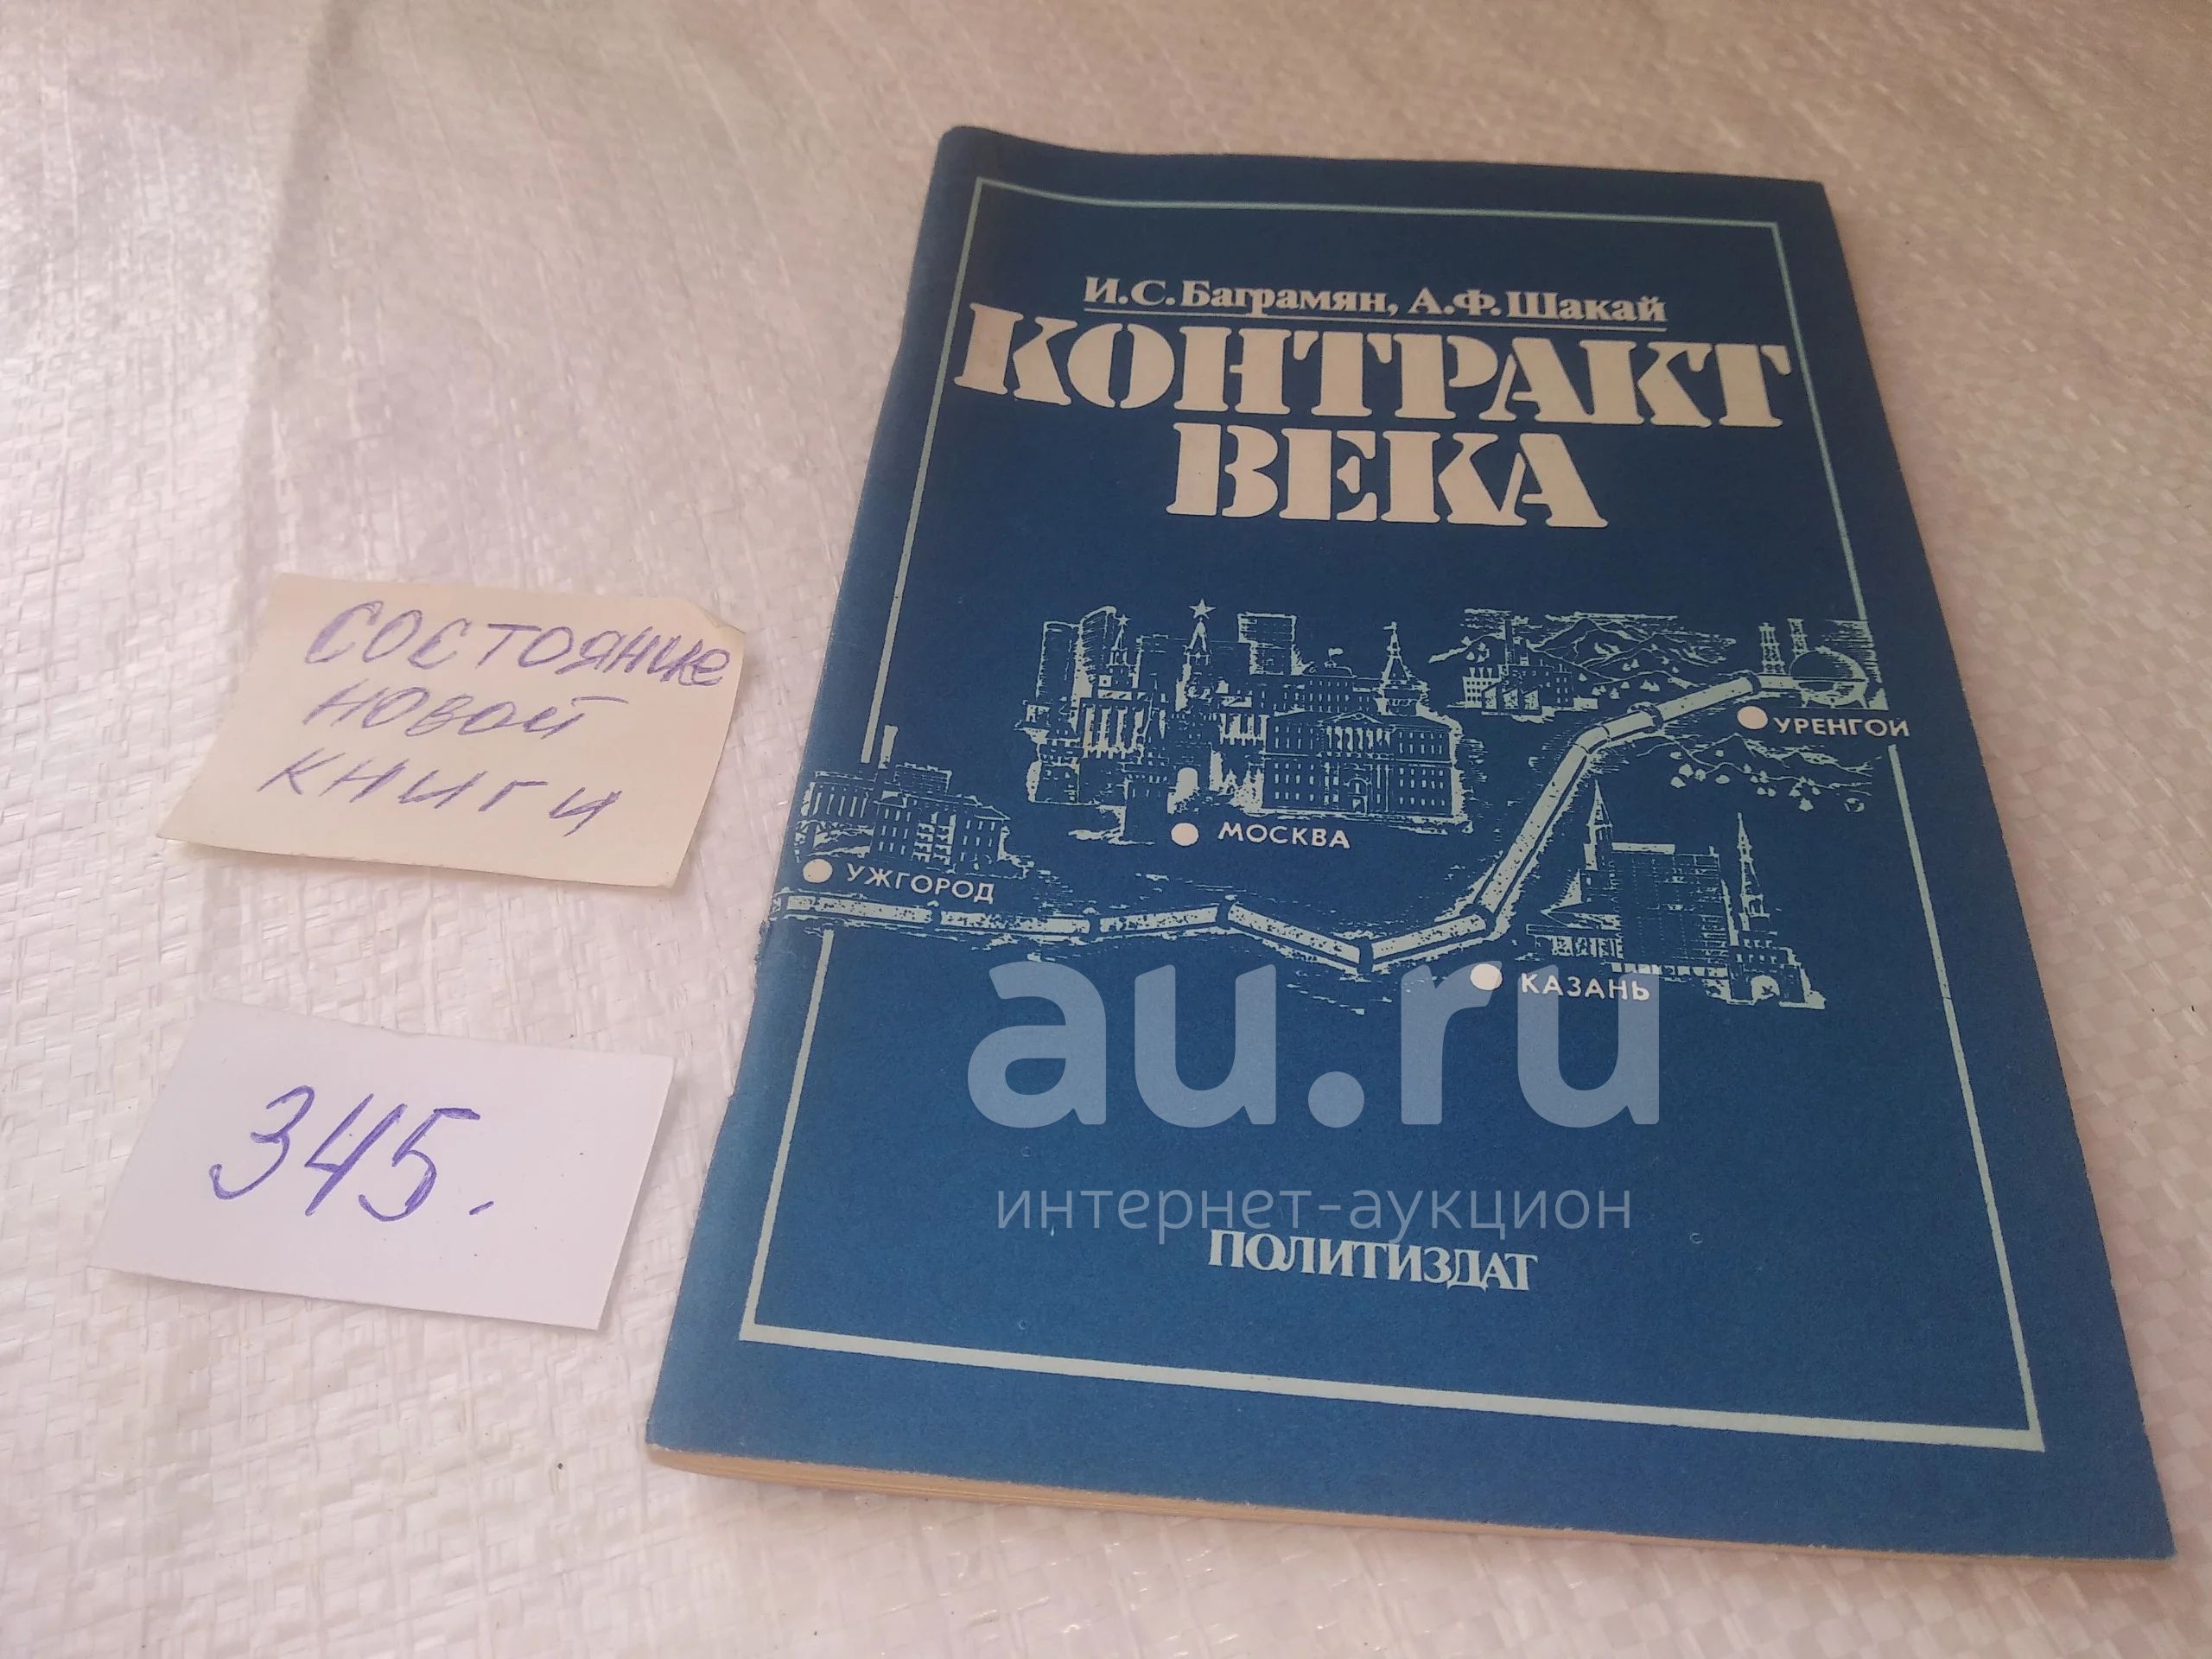 И.С.Баграмян, А.Ф.Шакай
КОНТРАКТ
ВЕКА
УРЕНГОЙ
МОСКВА
УЖГОРОД
КАЗАНЬ
au.ru
интернет-аукцион
ПОЛИТИЗДАТ
СОСТОЯНИЕ
НОВОЙ
КНИГИ
345.